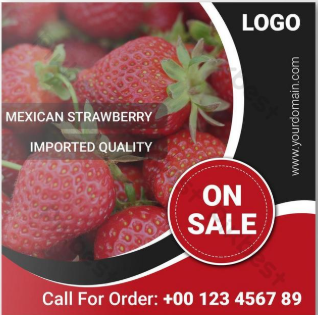 LOGO
www.yourdomain.com
MEXICAN STRAWBERRY
IMPORTED QUALITY
ON
SALE
Call For Order: +00 123 4567 89